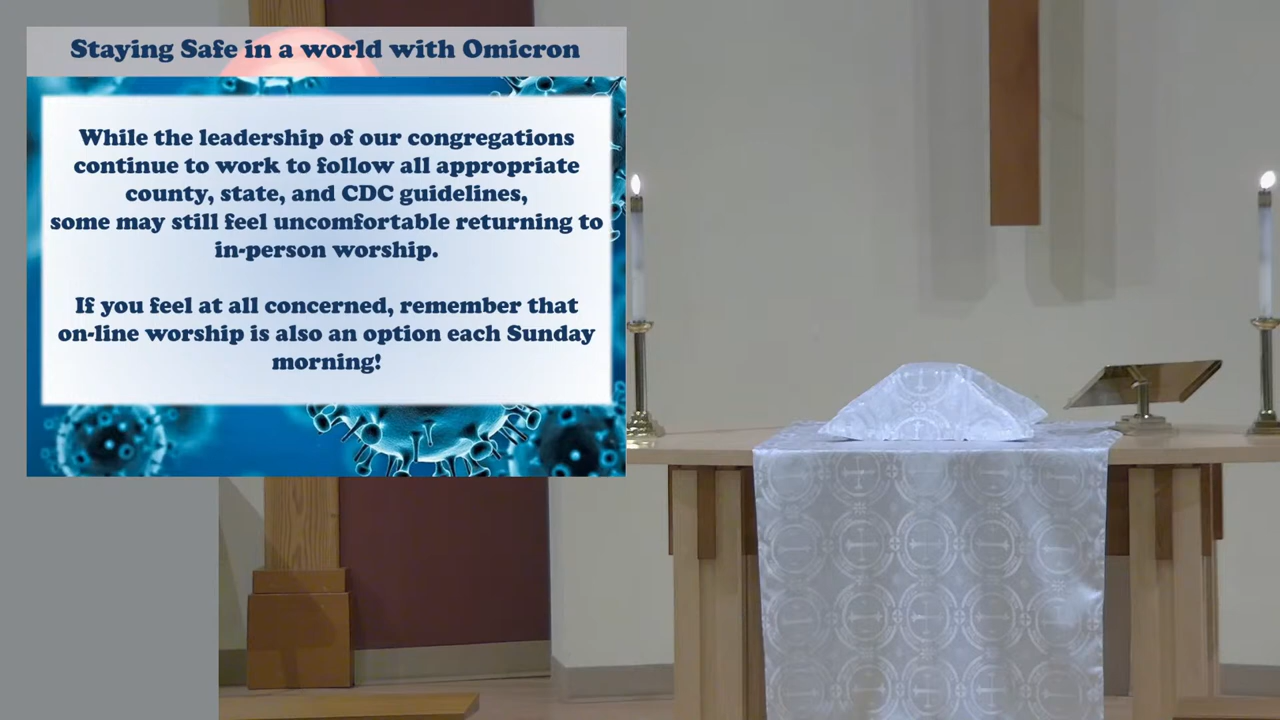 Staying Safe in a world with Omicron
While the leadership of our congregations
continue to work to follow all appropriate
county, state, and CDC guidelines,
some may still feel uncomfortable returning to
in-person worship.
If you feel at all concerned, remember that
on-line worship is also an option each Sunday
morning!